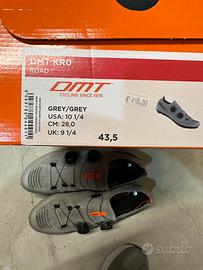 DMT KR0
ROAD
DMT
CYCLING SINCE 1978
€ 410,00
GREY/GREY
USA: 10 1/4
CM: 28,0
UK: 9 1/4
43,5
subito